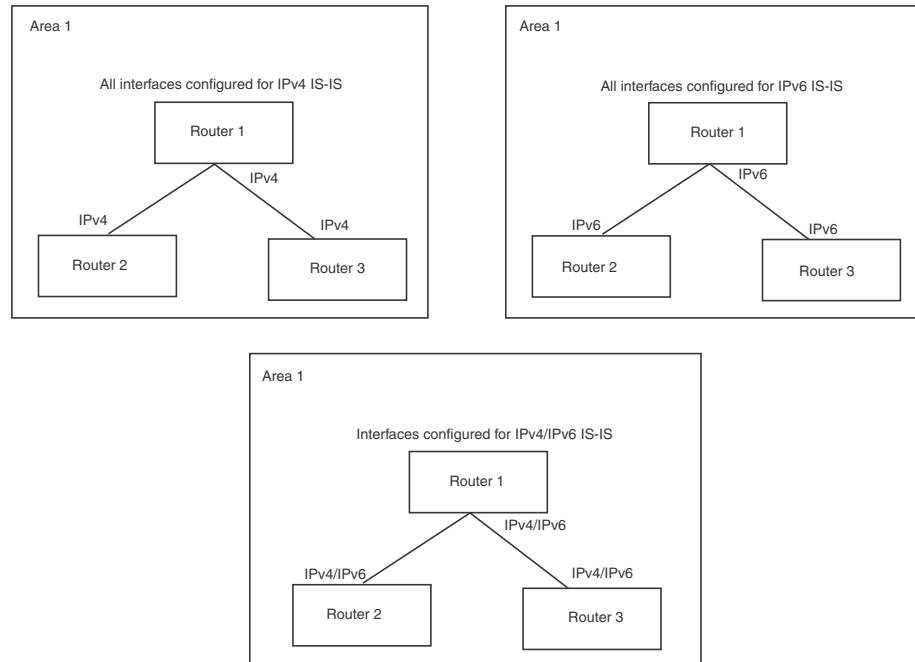 Area 1
All interfaces configured for IPv4 IS-IS
Router 1
IPv4
IPv4
IPv4
Router 2
Router 3
Area 1
All interfaces configured for IPv6 IS-IS
Router 1
IPv6
IPv6
IPv6
Router 2
Router 3
Area 1
Interfaces configured for IPv4/IPv6 IS-IS
Router 1
IPv4/IPv6
IPv4/IPv6
IPv4/IPv6
Router 2
Router 3